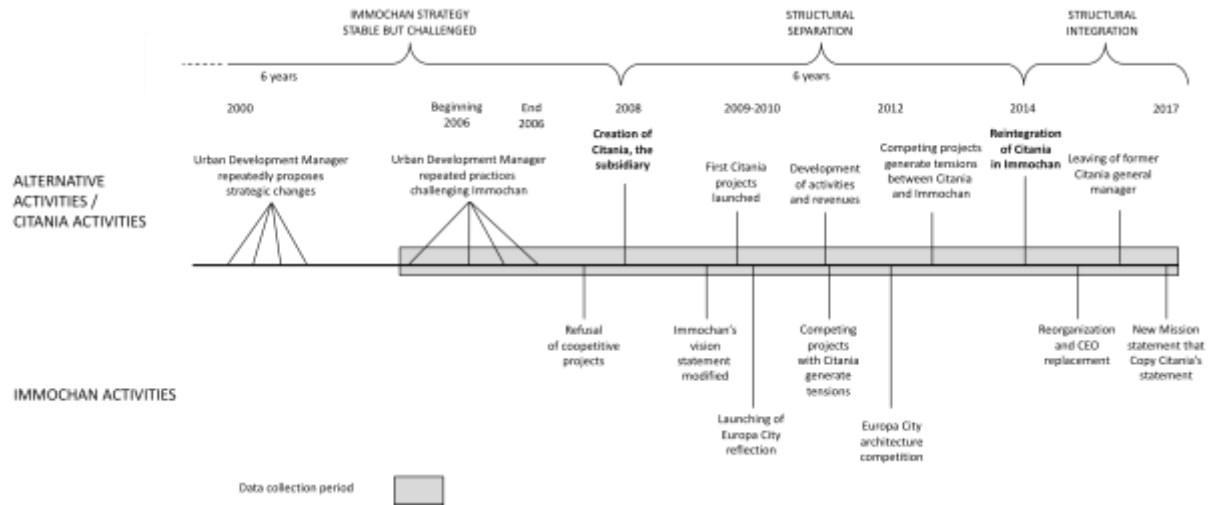 IMMOCHAN STRATEGY
STABLE BUT CHALLENGED
STRUCTURAL
SEPARATION
STRUCTURAL
INTEGRATION
6 years
6 years
2000
Beginning
2006
End
2006
2008
2009-2010
2012
2014
2017
Urban Development Manager
repeatedly proposes
strategic changes
Urban Development Manager
repeated practices
challenging Immochan
Creation of
Citania, the
subsidiary
First Citania
projects
launched
Development
of activities
and revenues
Competing projects
generate tensions
between Citania
and Immochan
Reintegration
of Citania
in Immochan
Leaving of former
Citania general
manager
ALTERNATIVE
ACTIVITIES /
CITANIA ACTIVITIES
Refusal
of coopetitive
projects
Immochan's
vision
statement
modified
Competing
projects
with Citania
generate
tensions
Reorganization
and CEO
replacement
New Mission
statement that
Copy Citania's
statement
IMMOCHAN ACTIVITIES
Launching of
Europa City
reflection
Europa City
architecture
competition
Data collection period